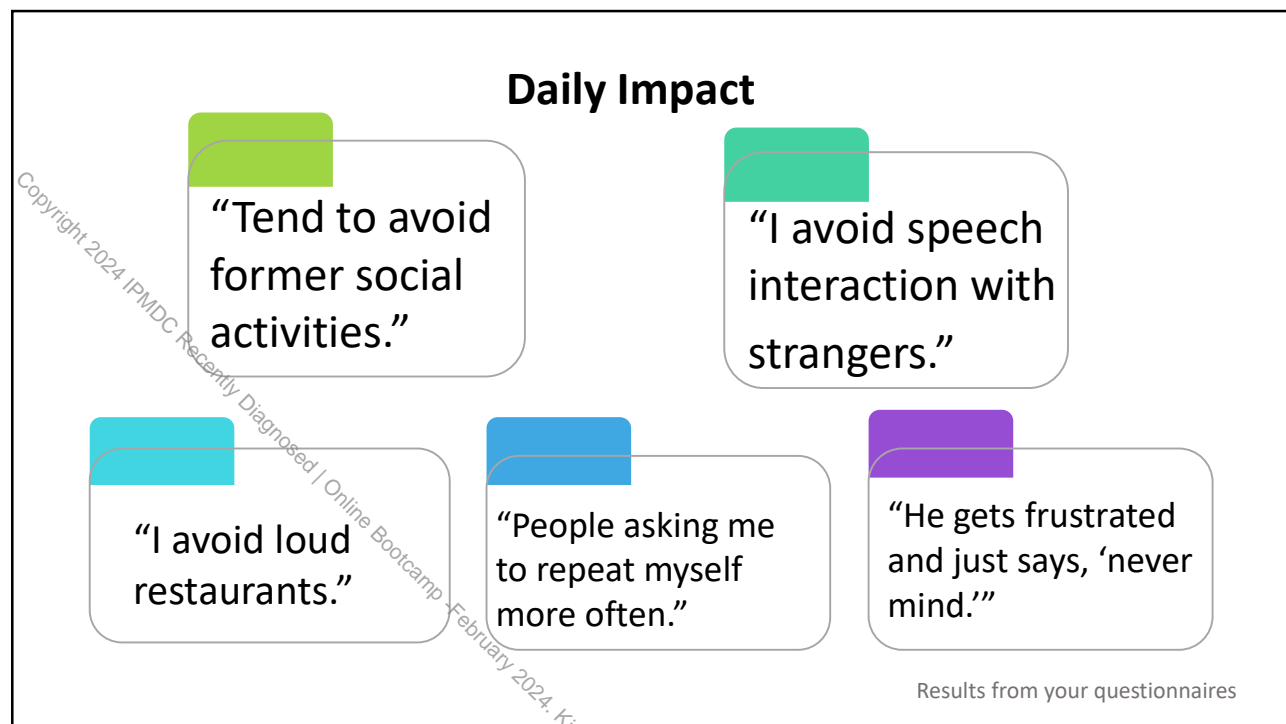 Daily Impact
“Tend to avoid
former social
activities.”
“I avoid speech
interaction with
strangers.”
“I avoid loud
restaurants.”
“People asking me
to repeat myself
more often.”
“He gets frustrated
and just says, ‘never
mind.’”
Results from your questionnaires
Copyright 2024 IPMDC Recently Diagnosed | Online Bootcamp -February 2024.